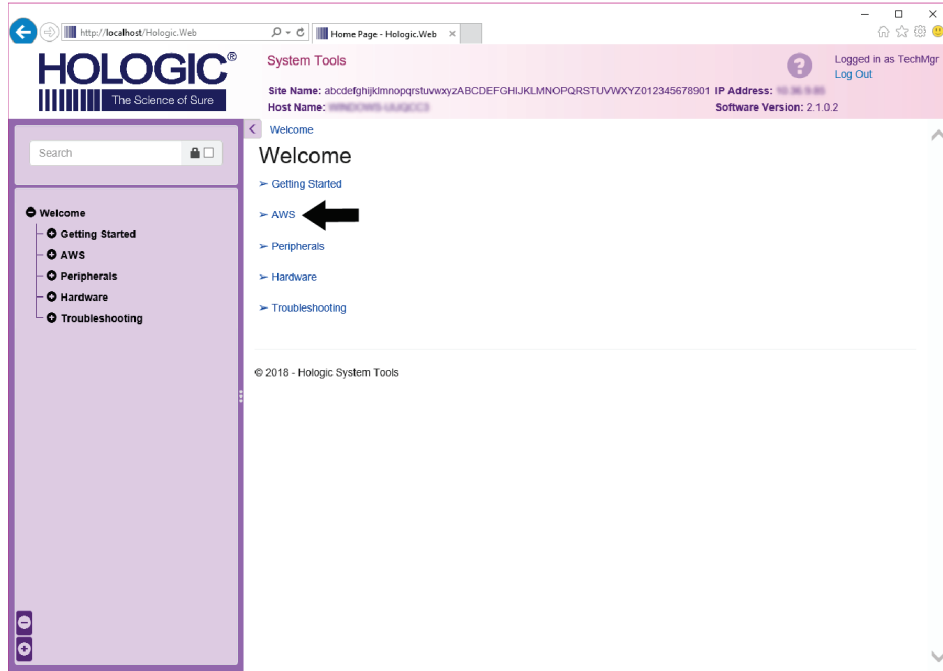 http://localhost/Hologic.Web
Home Page - Hologic.Web
HOLOGIC®
The Science of Sure
System Tools
Logged in as TechMgr
Log Out
Site Name: abcdefghijklmnopqrstuvwxyzABCDEFGHIJKLMNOPQRSTUVWXYZ012345678901 IP Address:
Host Name:
Software Version: 2.1.0.2
Search
Welcome
Getting Started
AWS
Peripherals
Hardware
Troubleshooting
Welcome
Welcome
➢ Getting Started
➢ AWS
➢ Peripherals
➢ Hardware
➢ Troubleshooting
© 2018 - Hologic System Tools